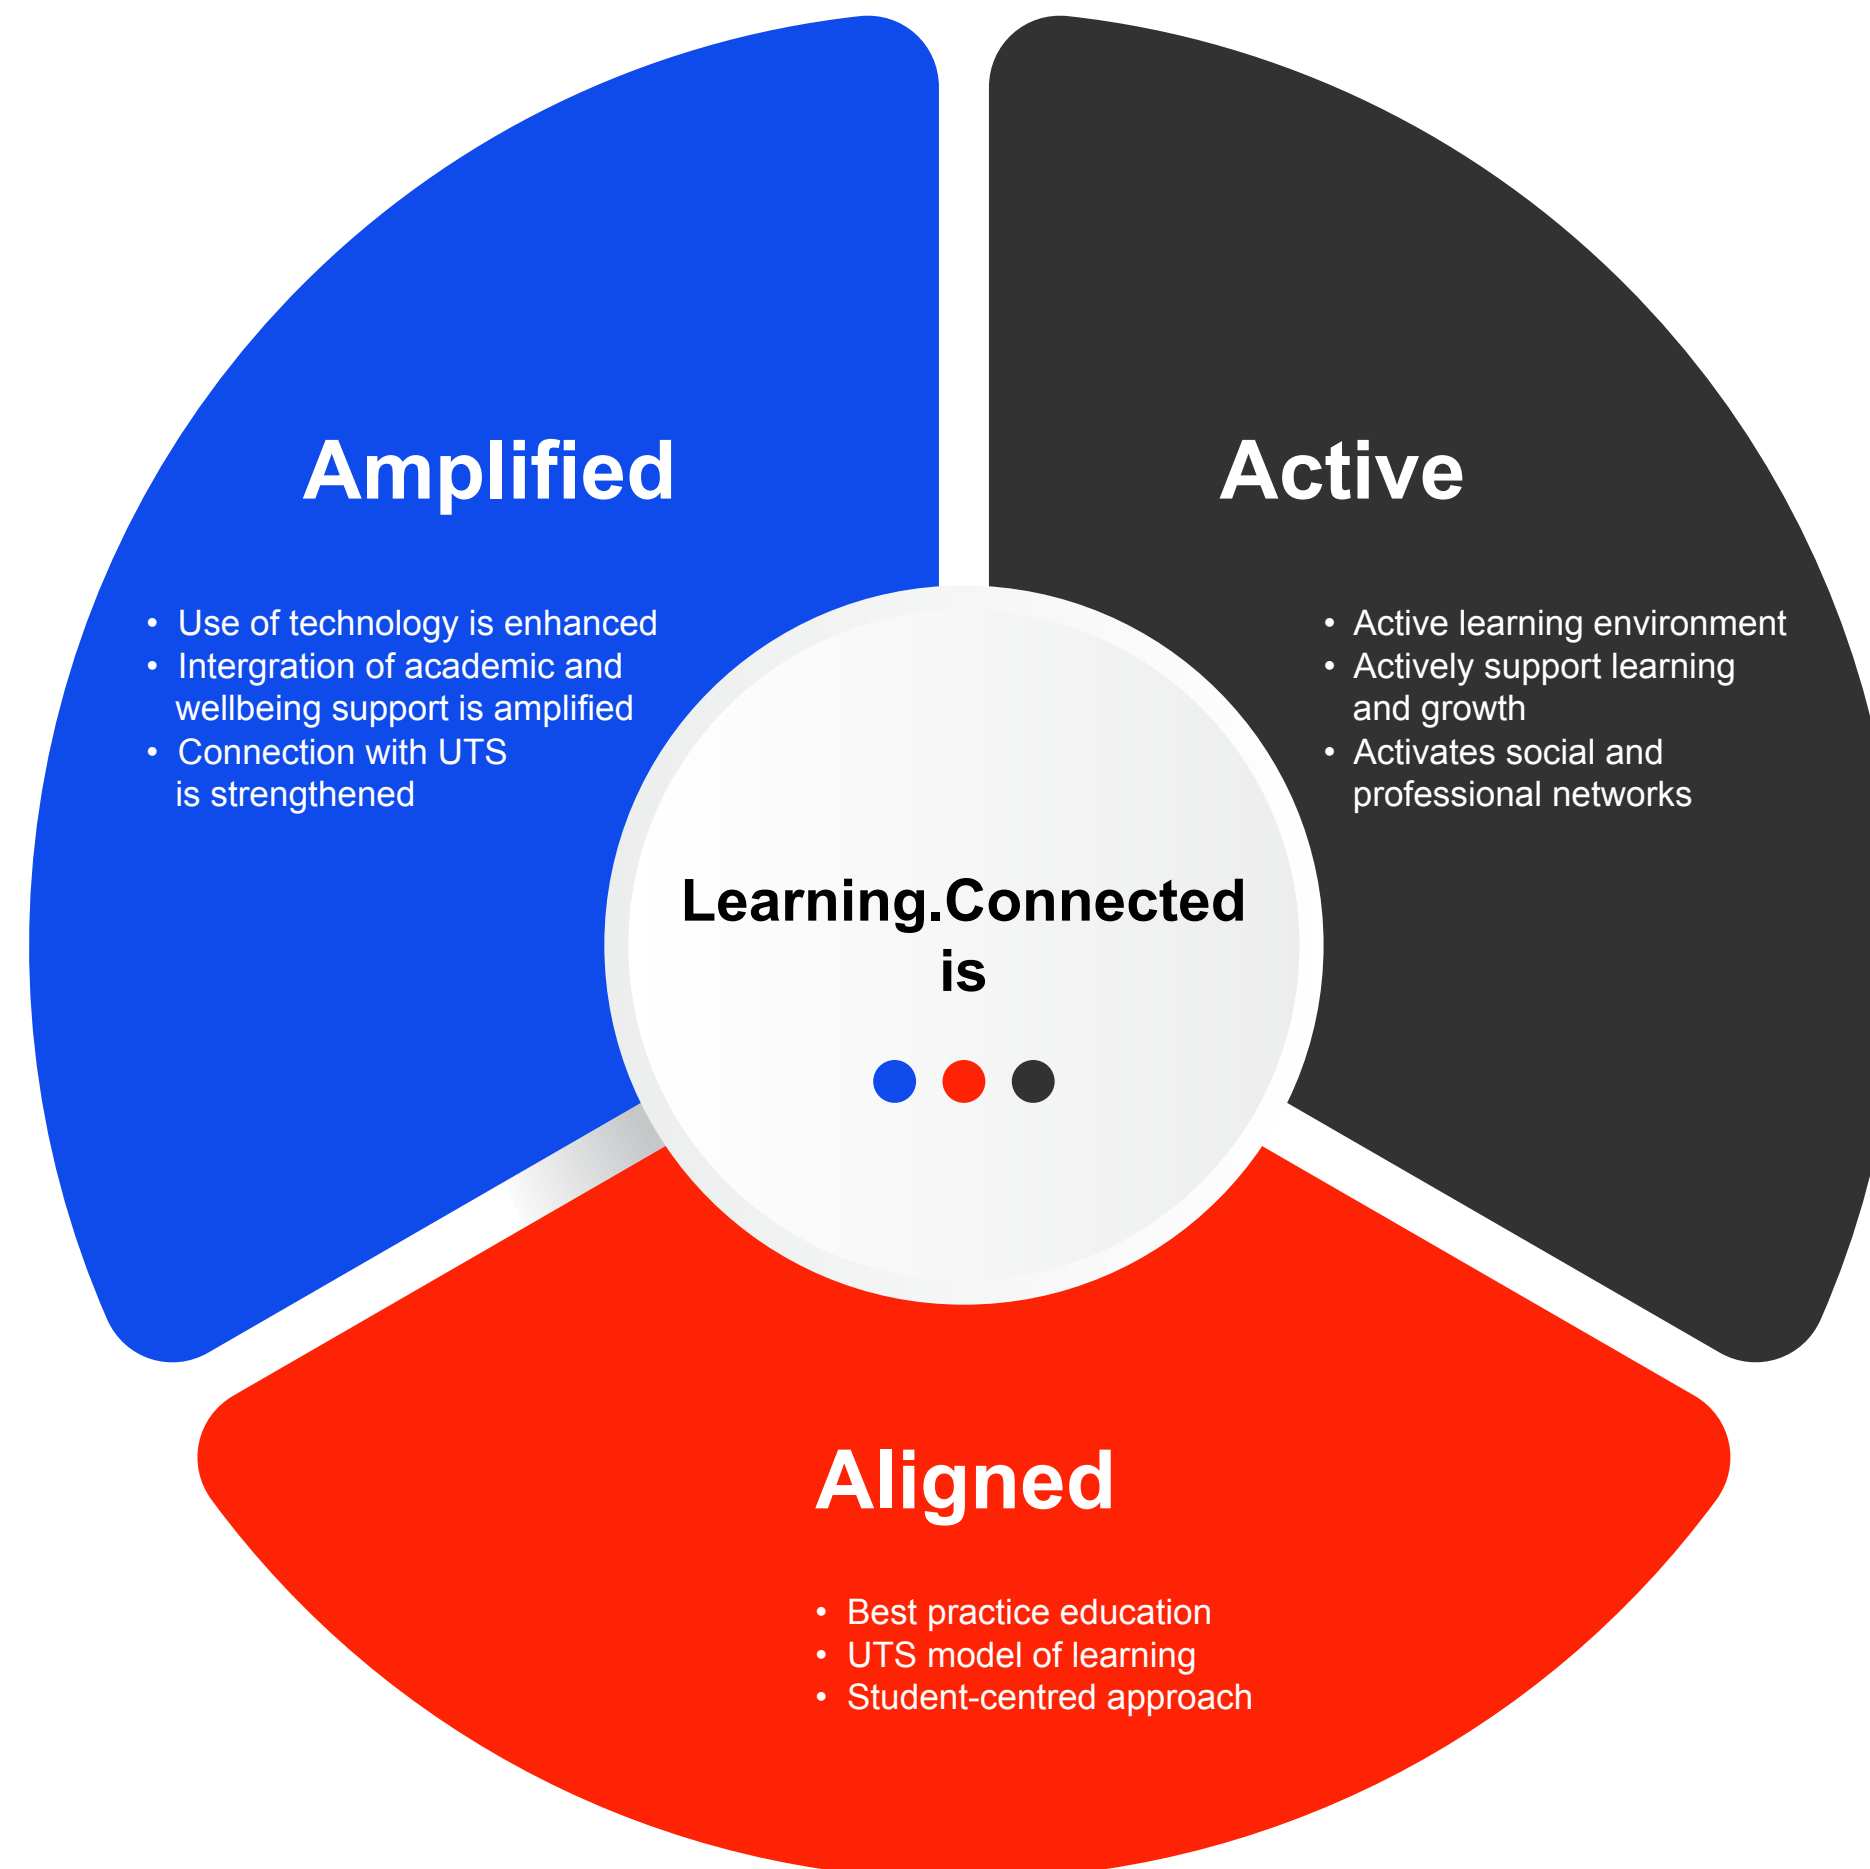 Amplified
• Use of technology is enhanced
• Intergration of academic and
wellbeing support is amplified
• Connection with UTS
is strengthened
Active
• Active learning environment
• Actively support learning
and growth
• Activates social and
professional networks
Learning.Connected
is
Aligned
• Best practice education
• UTS model of learning
• Student-centred approach